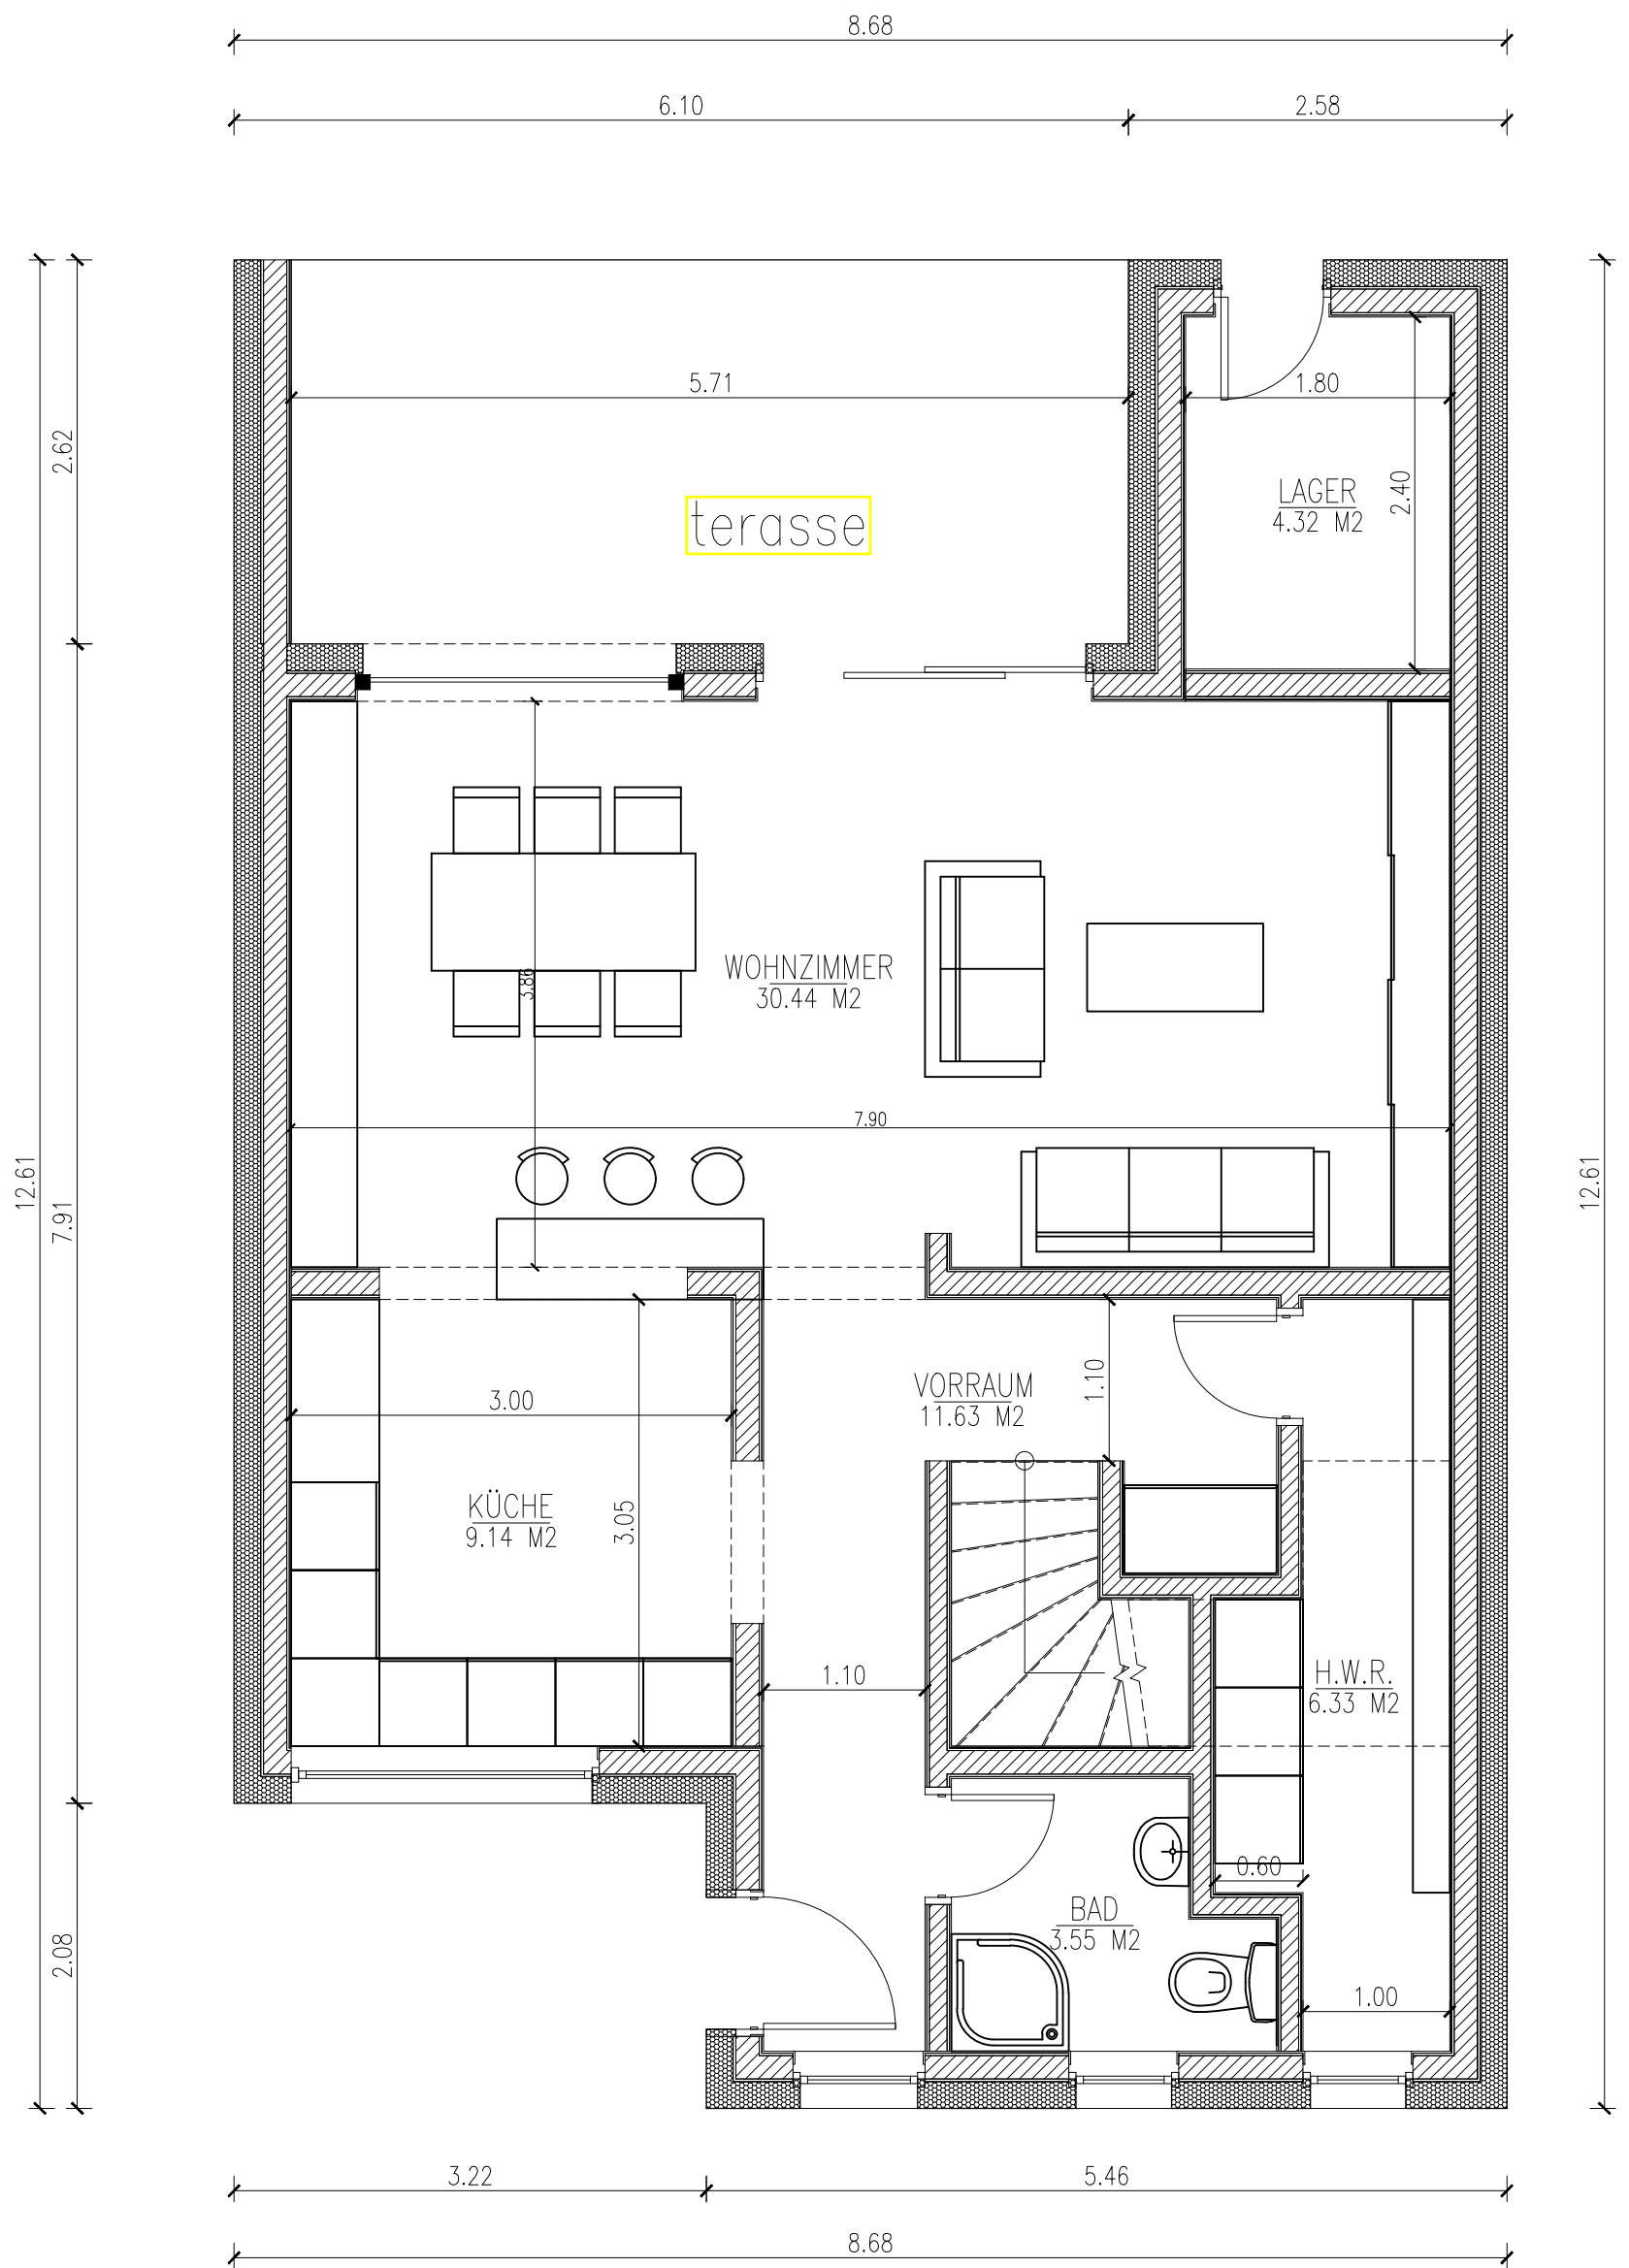 8.68
6.10
2.58
5.71
1.80
2.62
2.40
LAGER
4.32 M2
terasse
WOHNZIMMER
30.44 M2
3.86
7.90
12.61
7.91
12.61
1.10
VORRAUM
11.63 M2
3.00
KÜCHE
9.14 M2
3.05
1.10
H.W.R.
6.33 M2
0.60
BAD
3.55 M2
2.08
1.00
3.22
5.46
8.68